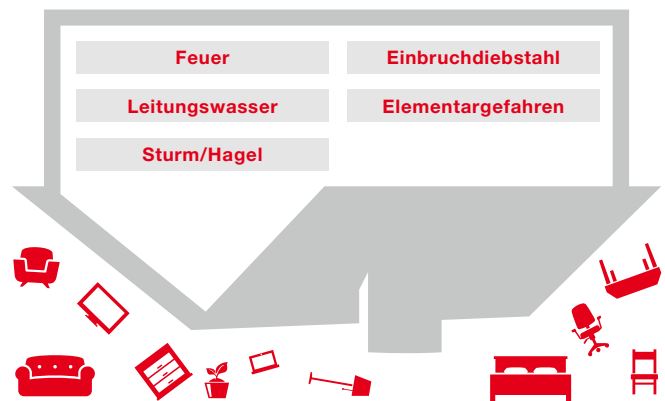 Feuer
Einbruchdiebstahl
Leitungswasser
Elementargefahren
Sturm/Hagel